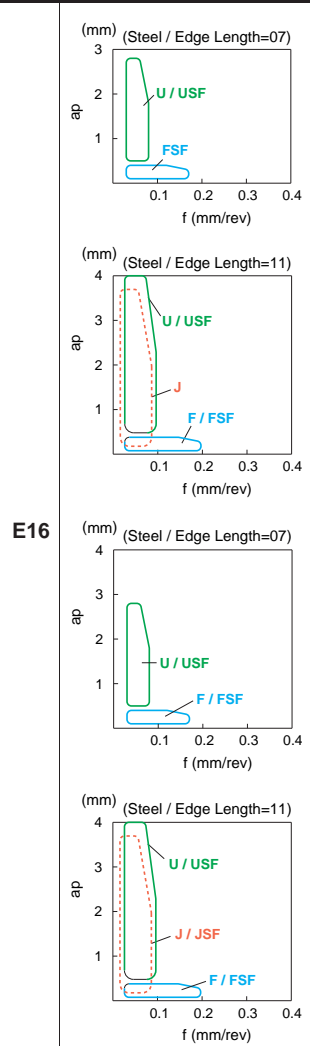 (mm) (Steel / Edge Length=07)
3
2
1
ap
U / USF
FSF
0.1 0.2 0.3 0.4
f (mm/rev)
(mm) (Steel / Edge Length=11)
4
3
2
1
ap
U / USF
J
F / FSF
0.1 0.2 0.3 0.4
f (mm/rev)
E16
(mm) (Steel / Edge Length=07)
4
3
2
1
ap
U / USF
F / FSF
0.1 0.2 0.3 0.4
f (mm/rev)
(mm) (Steel / Edge Length=11)
4
3
2
1
ap
U / USF
J / JSF
F / FSF
0.1 0.2 0.3 0.4
f (mm/rev)